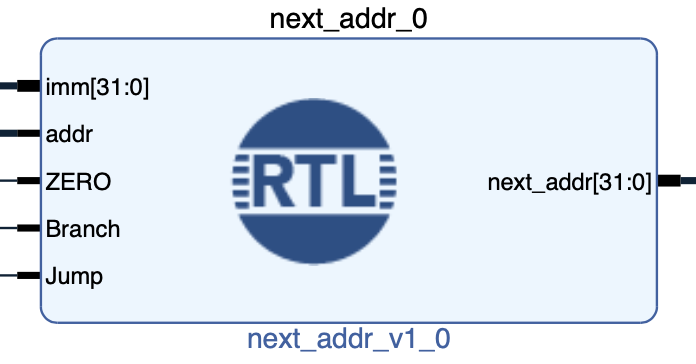 next_addr_0
imm[31:0]
addr
ZERO
Branch
Jump
RTL
next_addr[31:0]
next_addr_v1_0